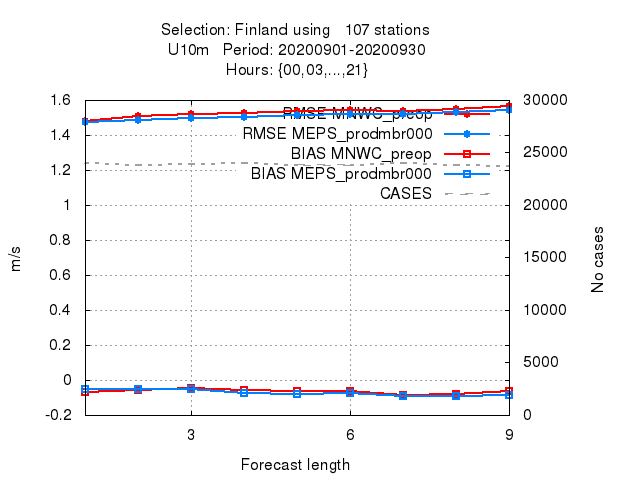 Selection: Finland using 107 stations
U10m Period: 20200901-20200930
Hours: {00,03,...,21}
1.6
1.4
1.2
1
0.8
0.6
0.4
0.2
0
-0.2
m/s
30000
25000
20000
15000
10000
5000
0
No cases
RMSE MNWC_preop
RMSE MEPS_prodmbr000
BIAS MNWC_preop
BIAS MEPS_prodmbr000
CASES
3
6
9
Forecast length